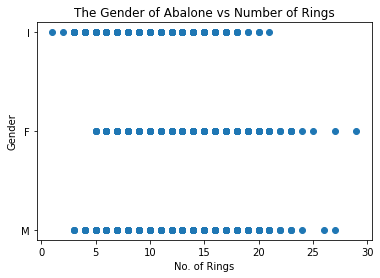 The Gender of Abalone vs Number of Rings
I
F
M
Gender
0 5 10 15 20 25 30
No. of Rings